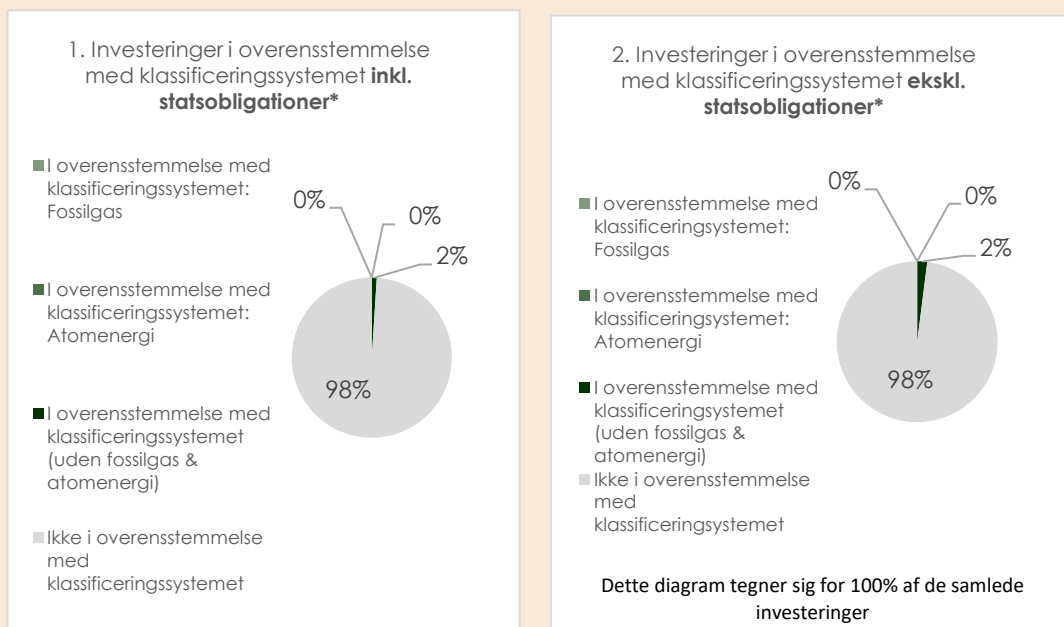 1. Investeringer i overensstemmelse
med klassificeringssystemet inkl.
statsobligationer*
I overensstemmelse med
klassificeringssystemet:
Fossilgas
I overensstemmelse med
klassificeringssystemet:
Atomenergi
I overensstemmelse med
klassificeringssystemet
(uden fossilgas &
atomenergi)
Ikke i overensstemmelse
med
klassificeringssystemet
0%
0%
2%
98%
2. Investeringer i overensstemmelse
med klassificeringssystemet ekskl.
statsobligationer*
I overensstemmelse med
klassificeringsystemet:
Fossilgas
I overensstemmelse med
klassificeringssystemet:
Atomenergi
I overensstemmelse med
klassificeringssystemet
(uden fossilgas &
atomenergi)
Ikke i overensstemmelse
med
klassificeringsystemet
0%
0%
2%
98%
Dette diagram tegner sig for 100% af de samlede
investeringer